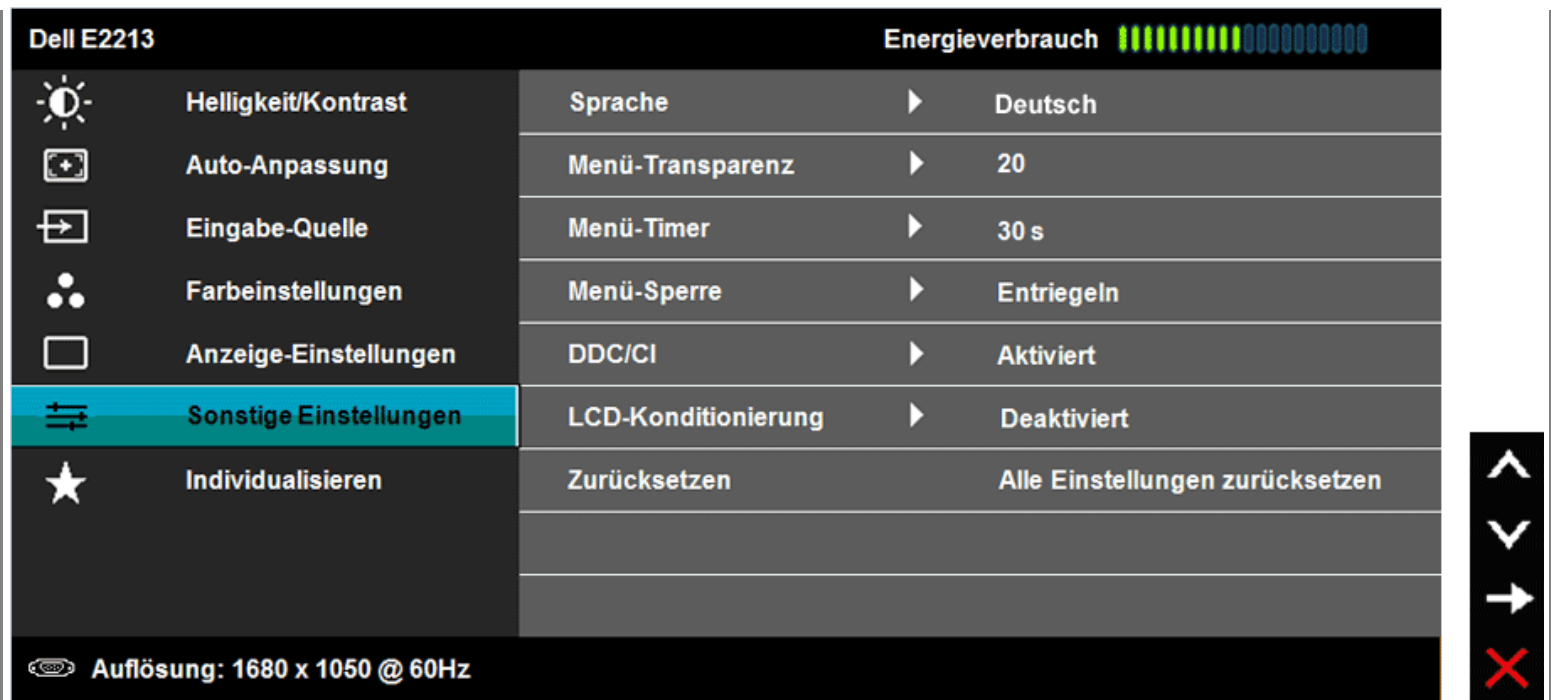 Dell E2213 Energieverbrauch
Helligkeit/Kontrast Sprache Deutsch
Auto-Anpassung Menü-Transparenz 20
Eingabe-Quelle Menü-Timer 30 s
Farbeinstellungen Menü-Sperre Entriegeln
Anzeige-Einstellungen DDC/CI Aktiviert
Sonstige Einstellungen LCD-Konditionierung Deaktiviert
Individualisieren Zurücksetzen Alle Einstellungen zurücksetzen
Auflösung: 1680 x 1050 @ 60Hz